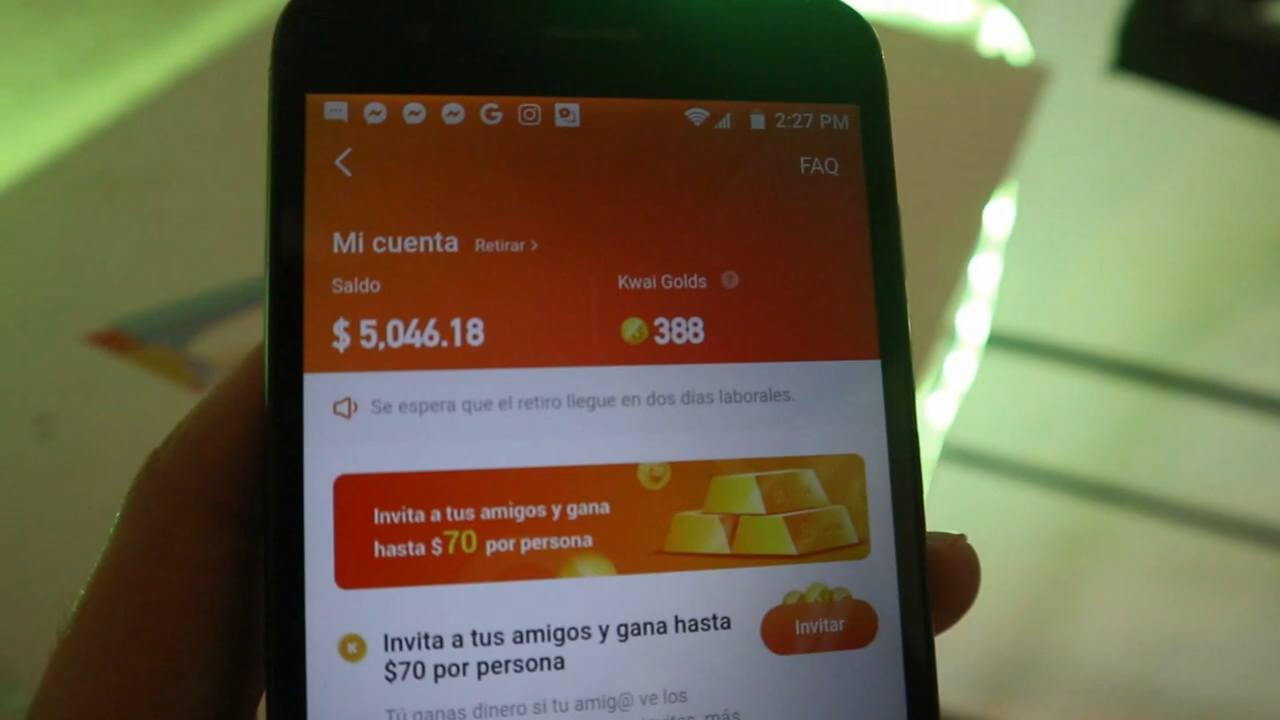 2:27 PM
FAQ
Mi cuenta Retirar >
Saldo
Kwai Golds ?
$ 5,046.18
388
Se espera que el retiro llegue en dos días laborales.
Invita a tus amigos y gana
hasta $70 por persona
Invita a tus amigos y gana hasta
$70 por persona
Invitar
Tú ganas dinero si tu amig@ ve los
más